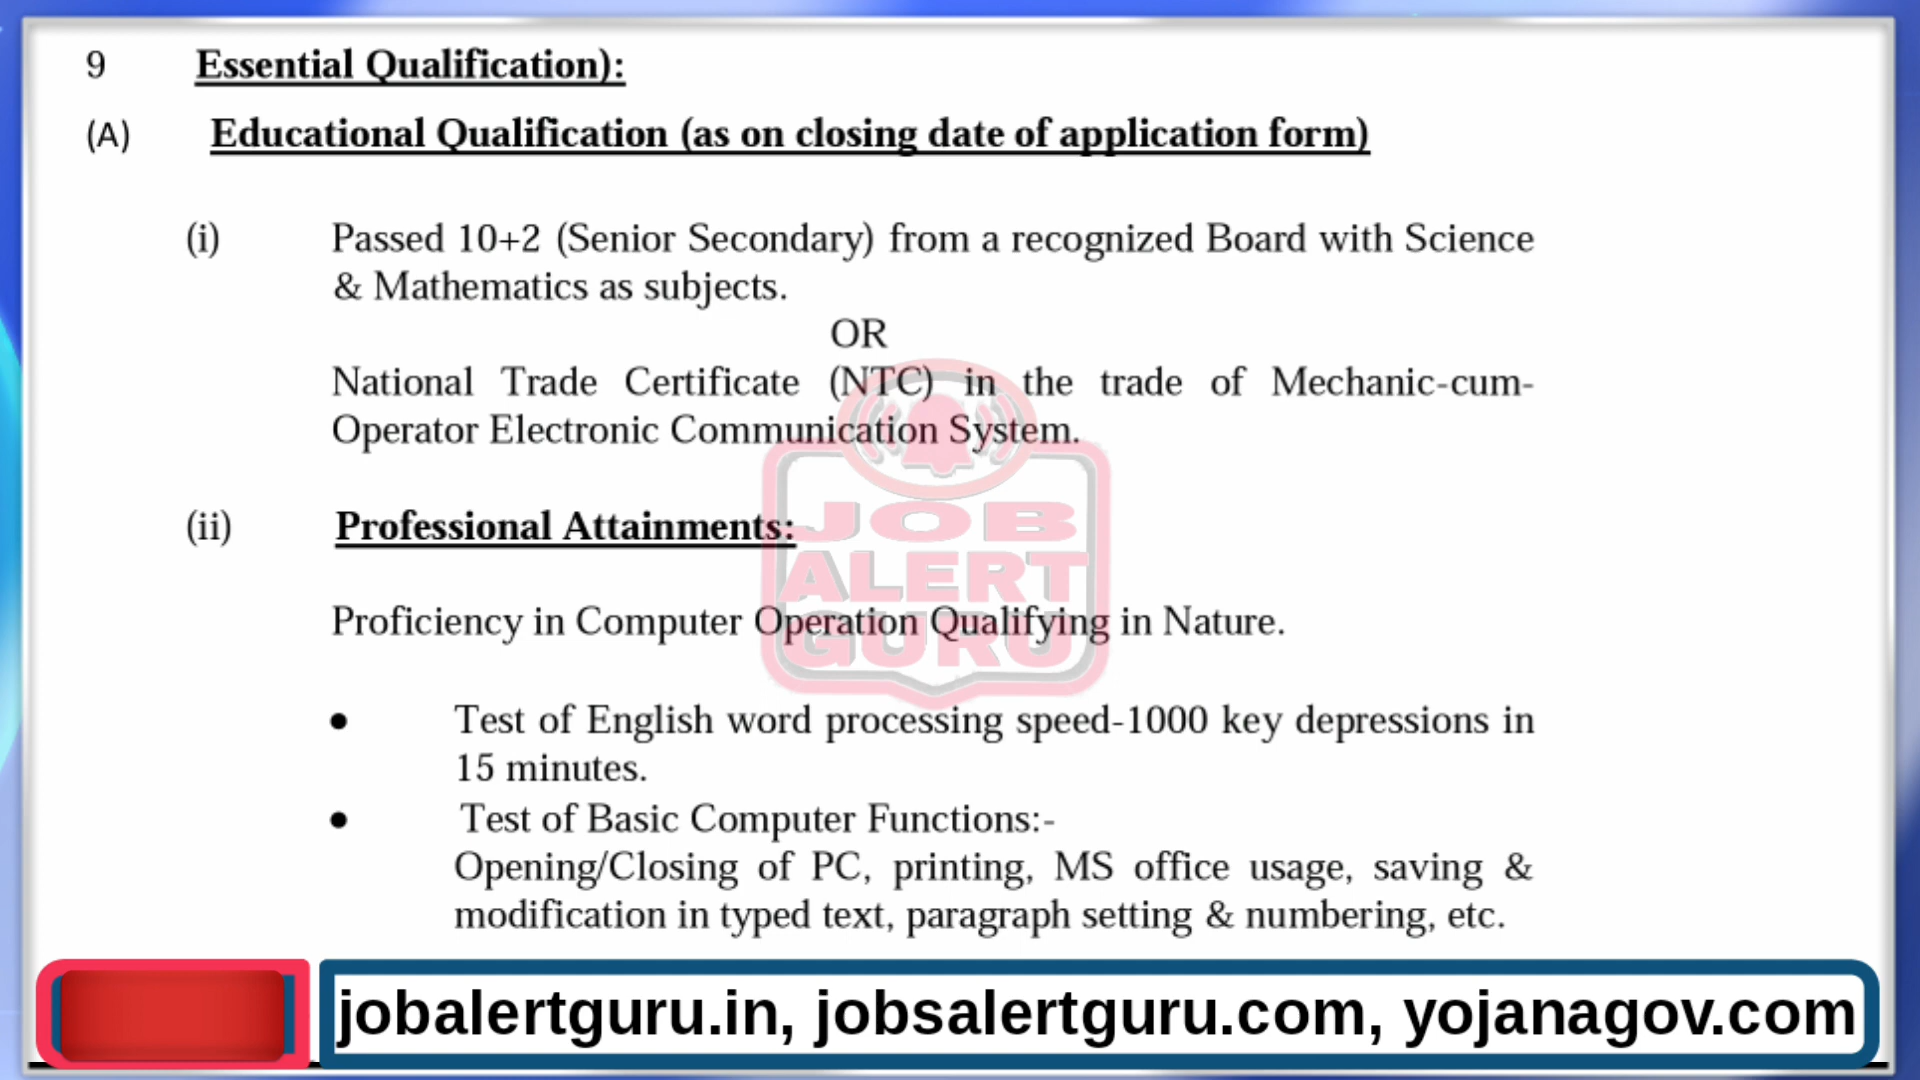 9 Essential Qualification):
(A) Educational Qualification (as on closing date of application form)
(i) Passed 10+2 (Senior Secondary) from a recognized Board with Science
& Mathematics as subjects.
OR
National Trade Certificate (NTC) in the trade of Mechanic-cum-
Operator Electronic Communication System.
(ii) Professional Attainments:
Proficiency in Computer Operation Qualifying in Nature.
● Test of English word processing speed-1000 key depressions in
15 minutes.
● Test of Basic Computer Functions:-
Opening/Closing of PC, printing, MS office usage, saving &
modification in typed text, paragraph setting & numbering, etc.
JOB
ALERT
GURU
jobalertguru.in, jobsalertguru.com, yojanagov.com